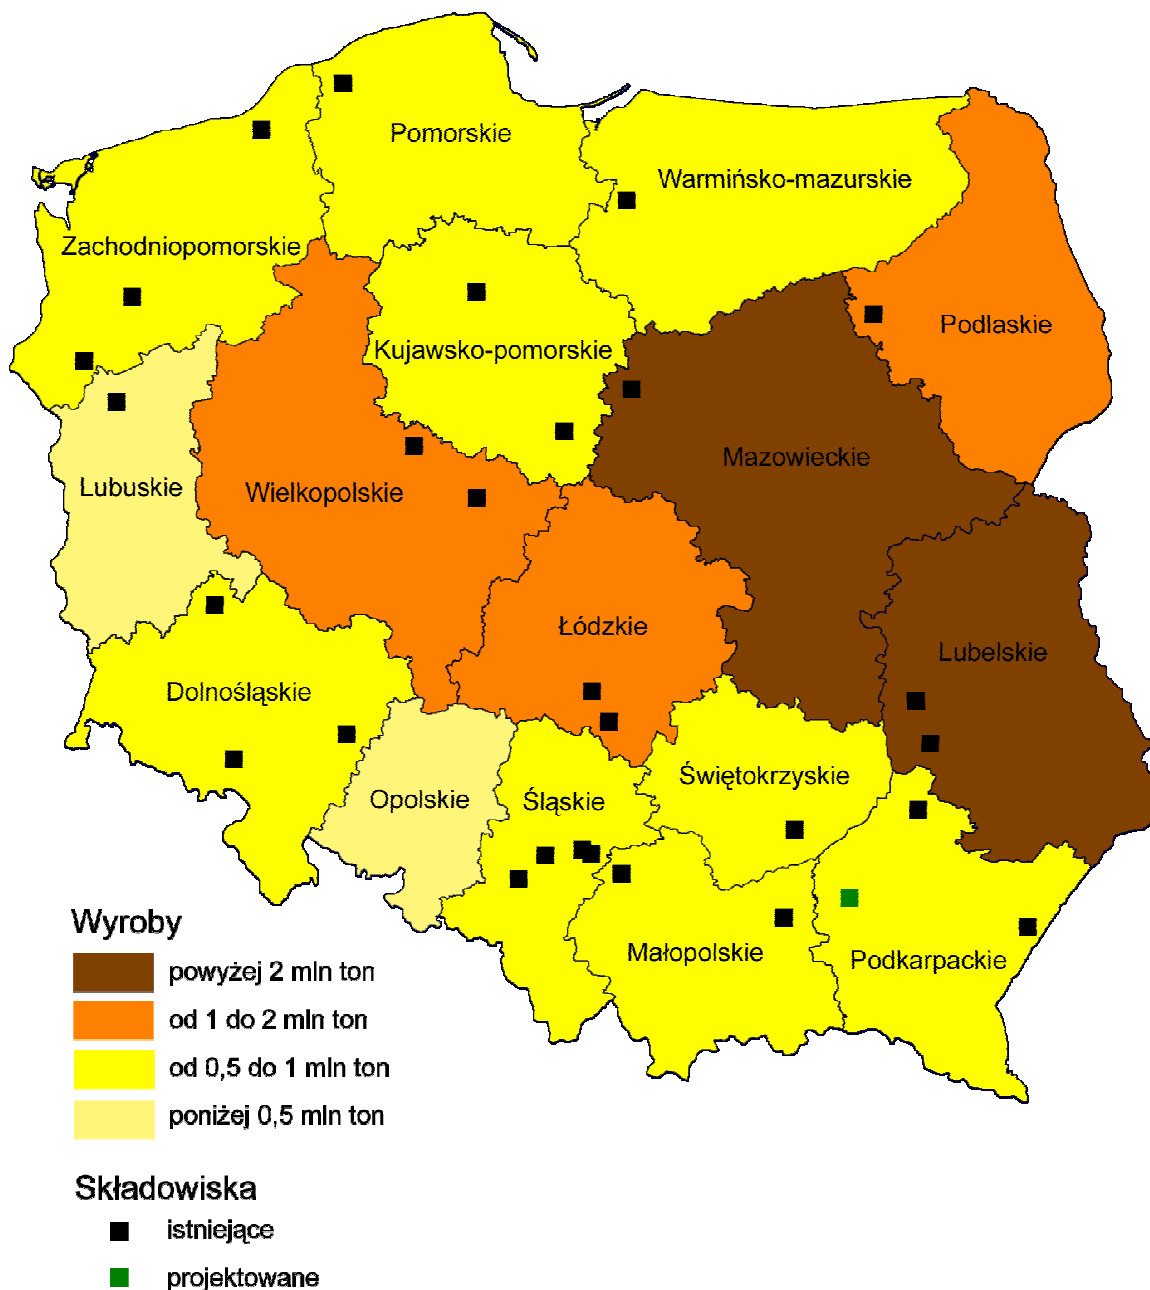 Pomorskie
Warmińsko-mazurskie
Zachodniopomorskie
Podlaskie
Kujawsko-pomorskie
Mazowieckie
Lubuskie
Wielkopolskie
Łódzkie
Lubelskie
Dolnośląskie
Świętokrzyskie
Opolskie
Śląskie
Małopolskie
Podkarpackie
Wyroby
powyżej 2 mln ton
od 1 do 2 mln ton
od 0,5 do 1 mln ton
poniżej 0,5 mln ton
Składowiska
istniejące
projektowane